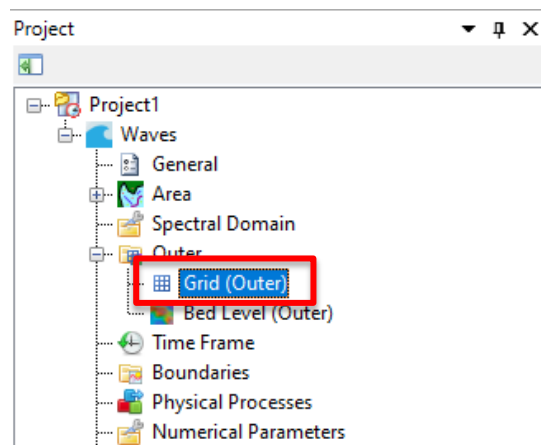 Project
Project1
Waves
General
Area
Spectral Domain
Outer
Grid (Outer)
Bed Level (Outer)
Time Frame
Boundaries
Physical Processes
Numerical Parameters